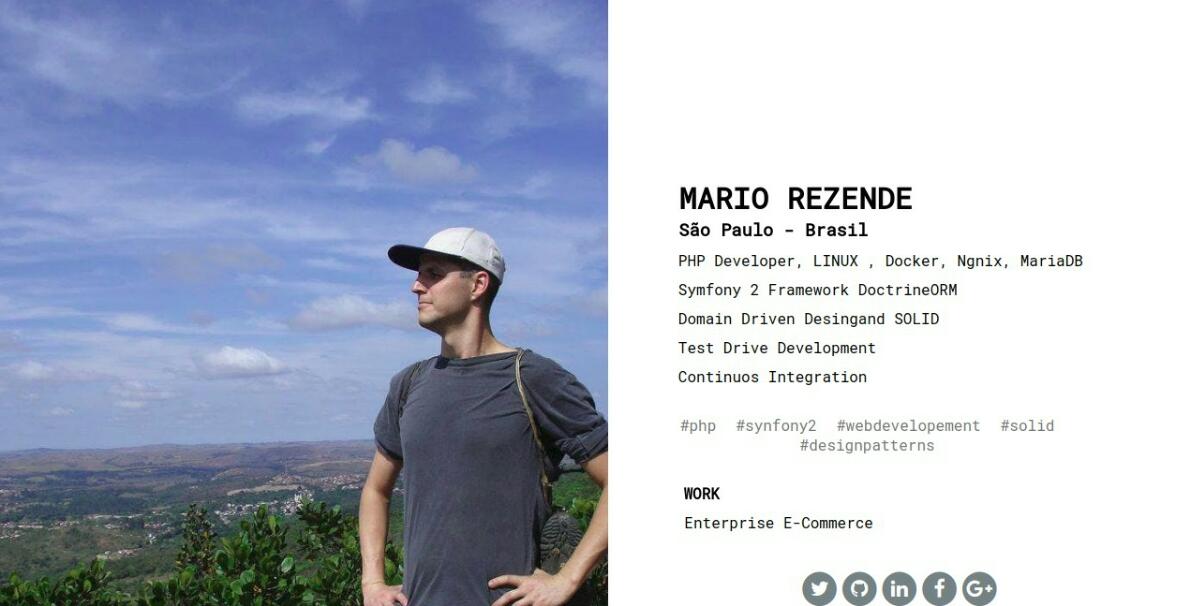 MARIO REZENDE
São Paulo - Brasil
PHP Developer, LINUX , Docker, Ngnix, MariaDB
Symfony 2 Framework DoctrineORM
Domain Driven Desingand SOLID
Test Drive Development
Continuos Integration
#php #synfony2 #webdevelopement #solid
#designpatterns
WORK
Enterprise E-Commerce